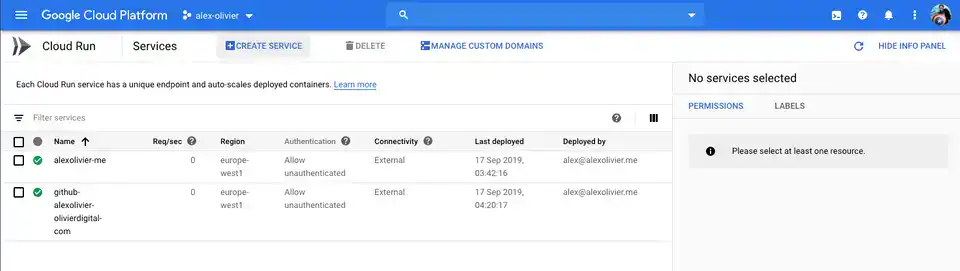 Google Cloud Platform
alex-olivier
Cloud Run
Services
CREATE SERVICE
DELETE
MANAGE CUSTOM DOMAINS
HIDE INFO PANEL
Each Cloud Run service has a unique endpoint and auto-scales deployed containers. Learn more
Filter services
Name Req/sec Region Authentication Connectivity Last deployed Deployed by
alexolivier-me 0 europe- Allow External 17 Sep 2019, alex@alexolivier.me
west1 unauthenticated 03:42:16
github- 0 europe- Allow External 17 Sep 2019, alex@alexolivier.me
alexolivier- west1 unauthenticated 04:20:17
olivierdigital-
com
No services selected
PERMISSIONS LABELS
Please select at least one resource.